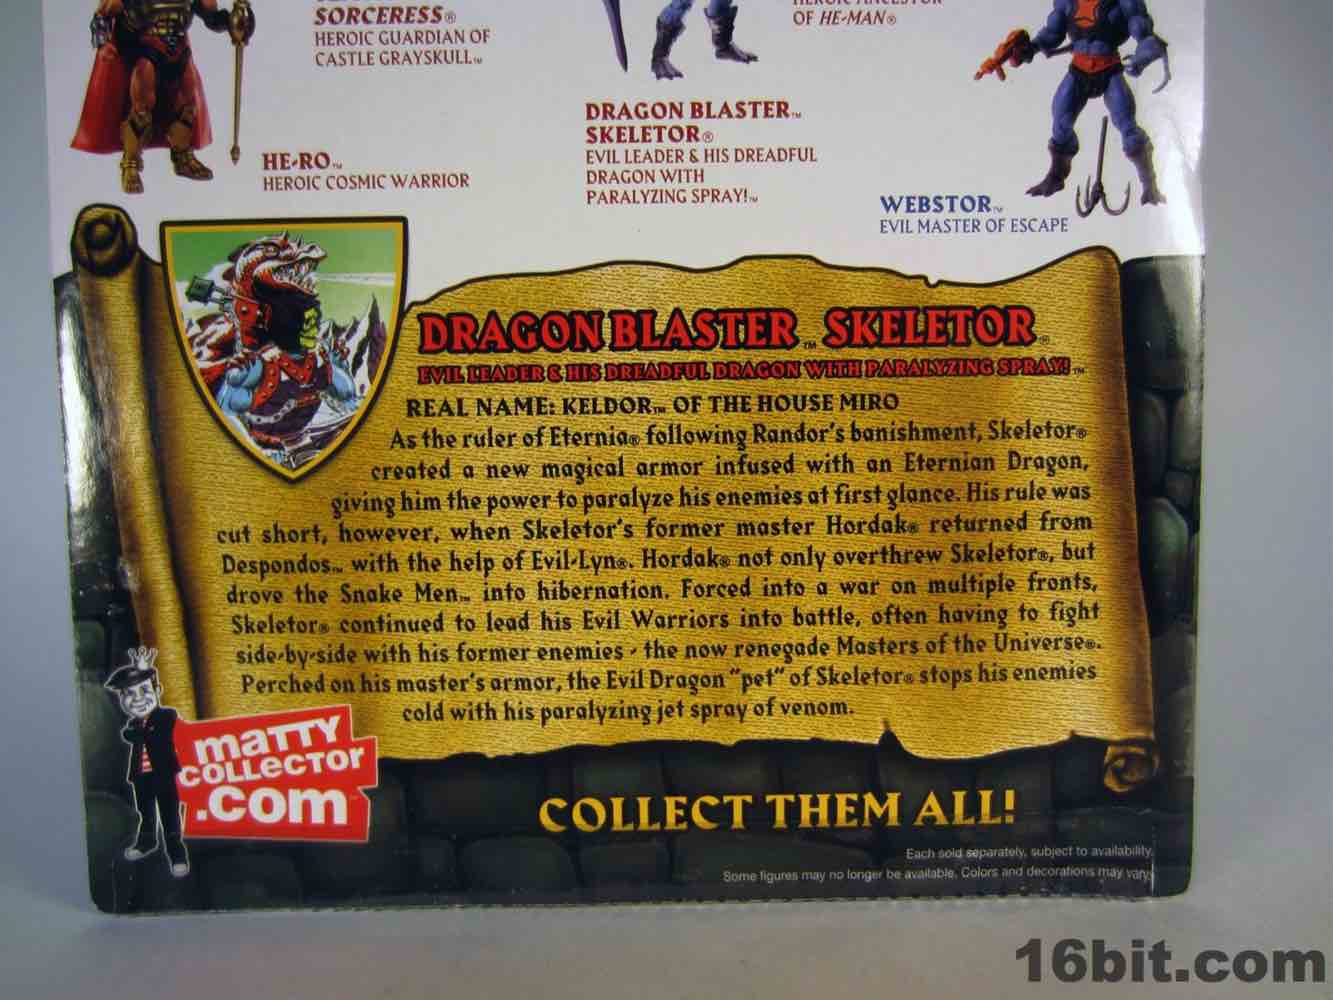 SORCERESS®
HEROIC GUARDIAN OF
CASTLE GRAYSKULL™
HE-RO™
HEROIC COSMIC WARRIOR
DRAGON BLASTER™
SKELETOR®
EVIL LEADER & HIS DREADFUL
DRAGON WITH
PARALYZING SPRAY!™
HEROIC ANCESTOR
OF HE-MAN®
WEBSTOR™
EVIL MASTER OF ESCAPE
DRAGON BLASTER™ SKELETOR®
EVIL LEADER & HIS DREADFUL DRAGON WITH PARALYZING SPRAY!™
REAL NAME: KELDOR™ OF THE HOUSE MIRO
As the ruler of Eternia® following Randor's banishment, Skeletor®
created a new magical armor infused with an Eternian Dragon,
giving him the power to paralyze his enemies at first glance. His rule was
cut short, however, when Skeletor's former master Hordak® returned from
Despondos™ with the help of Evil-Lyn®. Hordak® not only overthrew Skeletor®, but
drove the Snake Men™ into hibernation. Forced into a war on multiple fronts,
Skeletor® continued to lead his Evil Warriors into battle, often having to fight
side-by-side with his former enemies - the now renegade Masters of the Universe®.
Perched on his master's armor, the Evil Dragon "pet" of Skeletor® stops his enemies
cold with his paralyzing jet spray of venom.
maTTY
COLLECTOR
.com
COLLECT THEM ALL!
Each sold separately, subject to availability.
Some figures may no longer be available. Colors and decorations may vary.
16bit.com